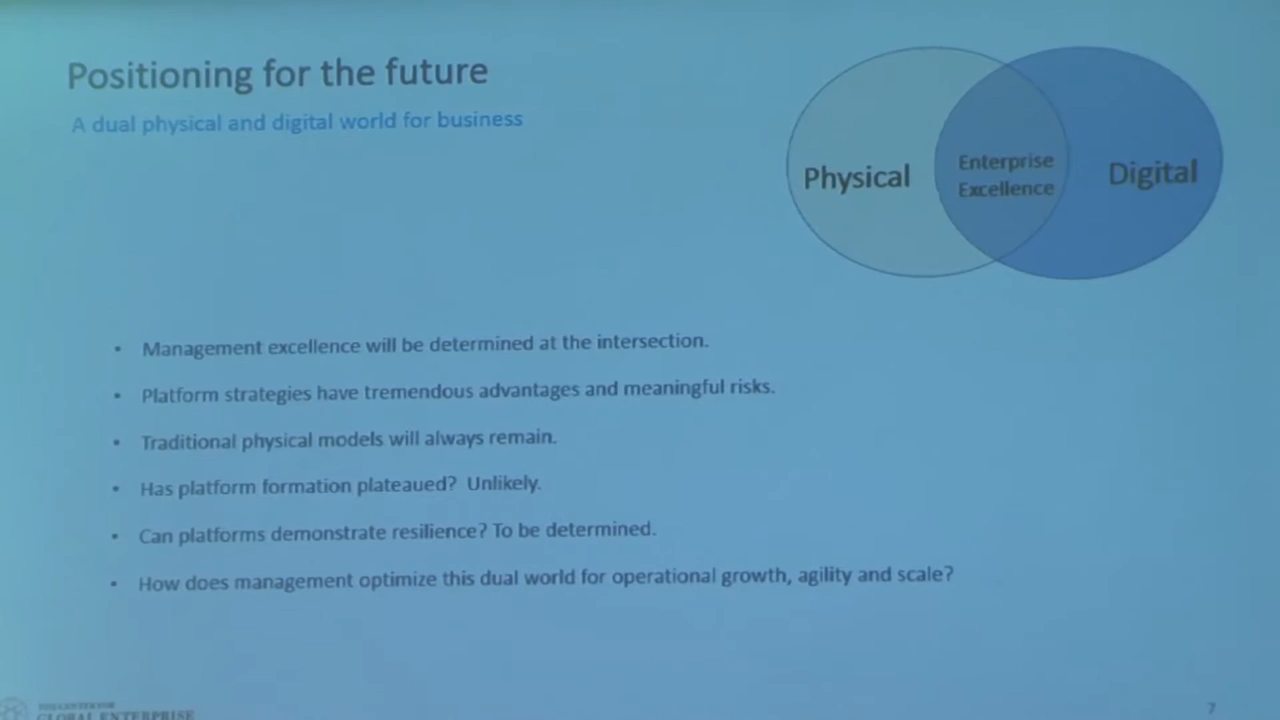 Positioning for the future
A dual physical and digital world for business
Physical
Enterprise
Excellence
Digital
• Management excellence will be determined at the intersection.
• Platform strategies have tremendous advantages and meaningful risks.
• Traditional physical models will always remain.
• Has platform formation plateaued? Unlikely.
• Can platforms demonstrate resilience? To be determined.
• How does management optimize this dual world for operational growth, agility and scale?
THE CENTER FOR
GLOBAL ENTERPRISE
7